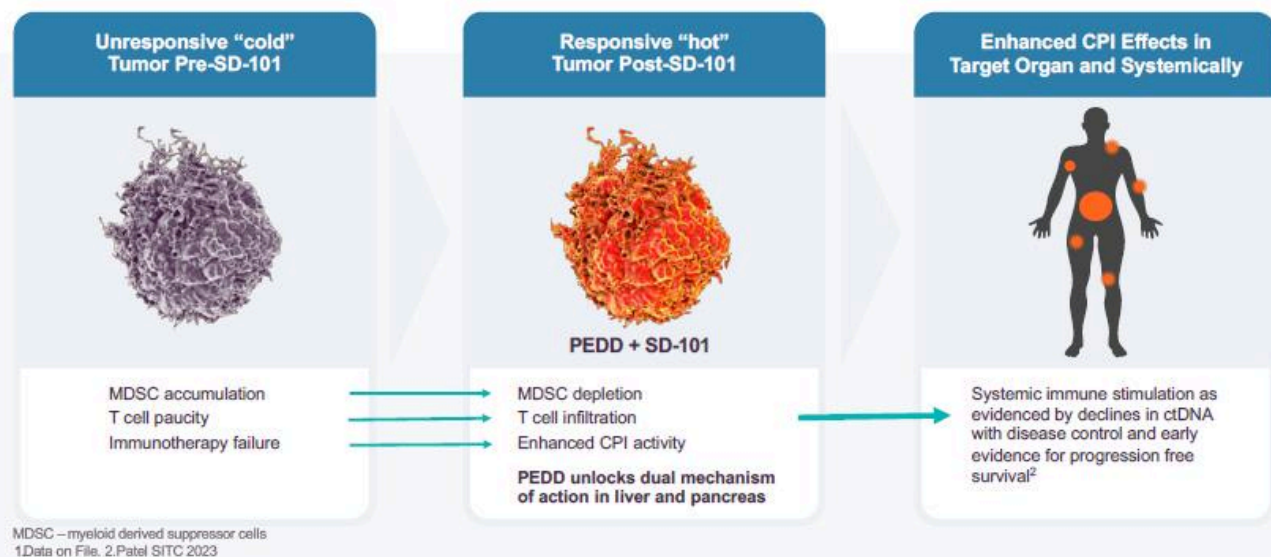 Unresponsive “cold”
Tumor Pre-SD-101
Responsive “hot”
Tumor Post-SD-101
Enhanced CPI Effects in
Target Organ and Systemically
PEDD + SD-101
MDSC accumulation
T cell paucity
Immunotherapy failure
MDSC depletion
T cell infiltration
Enhanced CPI activity
PEDD unlocks dual mechanism
of action in liver and pancreas
Systemic immune stimulation as
evidenced by declines in ctDNA
with disease control and early
evidence for progression free
survival²
MDSC – myeloid derived suppressor cells
1.Data on File. 2.Patel SITC 2023